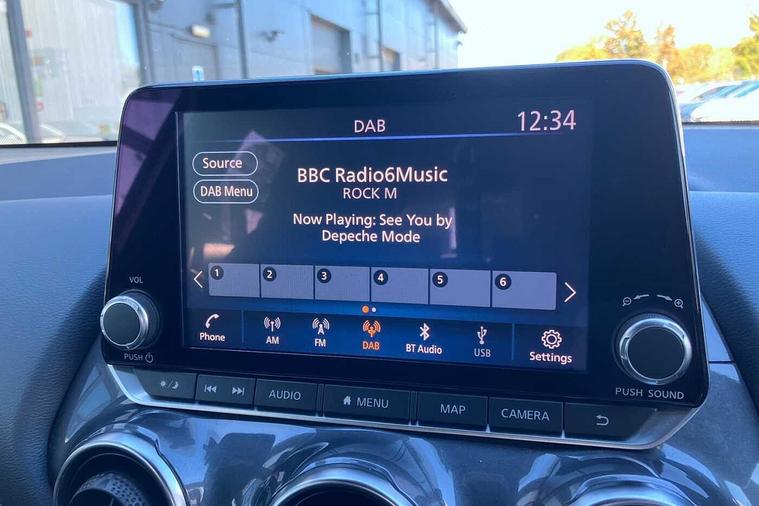 DAB
12:34
Source
DAB Menu
BBC Radio6Music
ROCK M
Now Playing: See You by
Depeche Mode
1 2 3 4 5 6
Phone AM FM DAB BT Audio USB Settings
VOL
PUSH
PUSH SOUND
AUDIO MENU MAP CAMERA